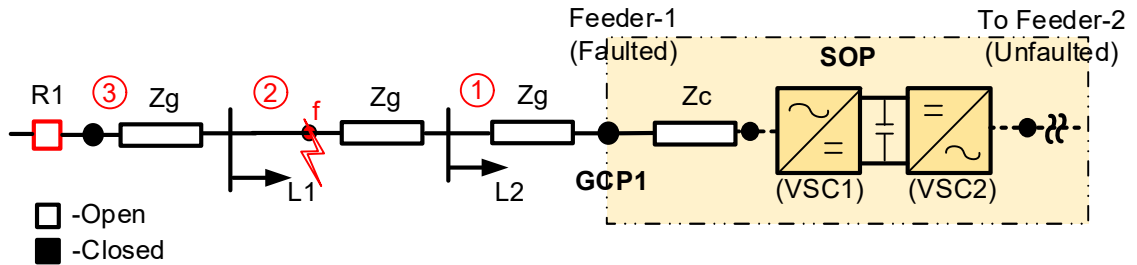 Feeder-1
(Faulted)
To Feeder-2
(Unfaulted)
SOP
R1
3
Zg
2
f
Zg
1
Zg
Zc
L1
L2
GCP1
(VSC1)
(VSC2)
-Open
-Closed